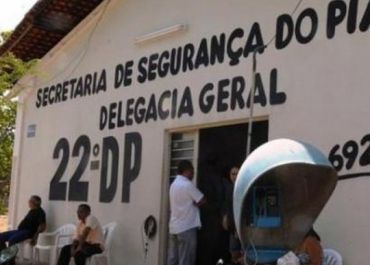 SECRETARIA DE SEGURANÇA DO PIA
DELEGACIA GERAL
22º DP
692